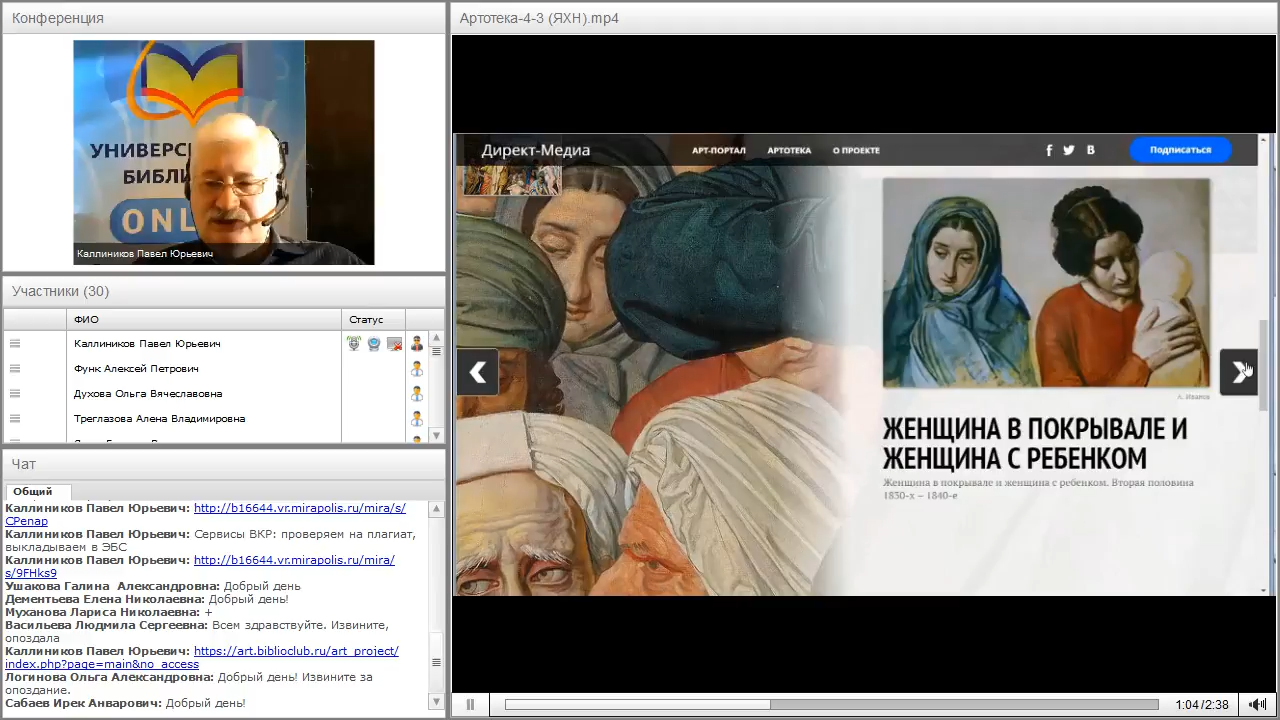 Конференция
УНИВЕРС
БИБЛИ
ONL
Каллиников Павел Юрьевич
Участники (30)
ФИО
Статус
Каллиников Павел Юрьевич
Функ Алексей Петрович
Духова Ольга Вячеславовна
Треглазова Алена Владимировна
Чат
Общий
Каллиников Павел Юрьевич: http://b16644.vr.mirapolis.ru/mira/s/
CPenap
Каллиников Павел Юрьевич: Сервисы ВКР: проверяем на плагиат,
выкладываем в ЭБС
Каллиников Павел Юрьевич: http://b16644.vr.mirapolis.ru/mira/
s/9FHks9
Ушакова Галина Александровна: Добрый день
Дементьева Елена Николаевна: Добрый день!
Муханова Лариса Николаевна: +
Васильева Людмила Сергеевна: Всем здравствуйте. Извините,
опоздала
Каллиников Павел Юрьевич: https://art.biblioclub.ru/art_project/
index.php?page=main&no_access
Логинова Ольга Александровна: Добрый день! Извините за
опоздание.
Сабаев Ирек Анварович: Добрый день!
Артотека-4-3 (ЯХН).mp4
Директ-Медиа
АРТ-ПОРТАЛ
АРТОТЕКА
О ПРОЕКТЕ
Подписаться
А. Иванов
ЖЕНЩИНА В ПОКРЫВАЛЕ И
ЖЕНЩИНА С РЕБЕНКОМ
Женщина в покрывале и женщина с ребенком. Вторая половина
1830-х – 1840-е
1:04/2:38